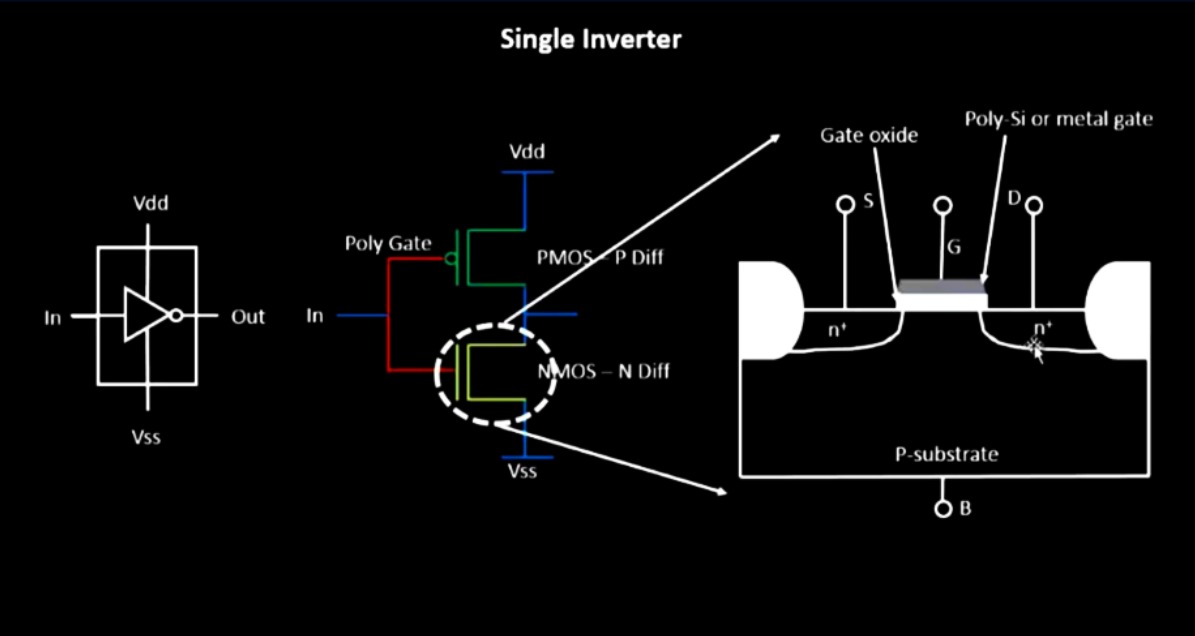 Single Inverter
Vdd
In
Out
Vss
Vdd
Poly Gate
PMOS – P Diff
In
NMOS – N Diff
Vss
Gate oxide
Poly-Si or metal gate
S
G
D
n⁺
n⁺
P-substrate
B